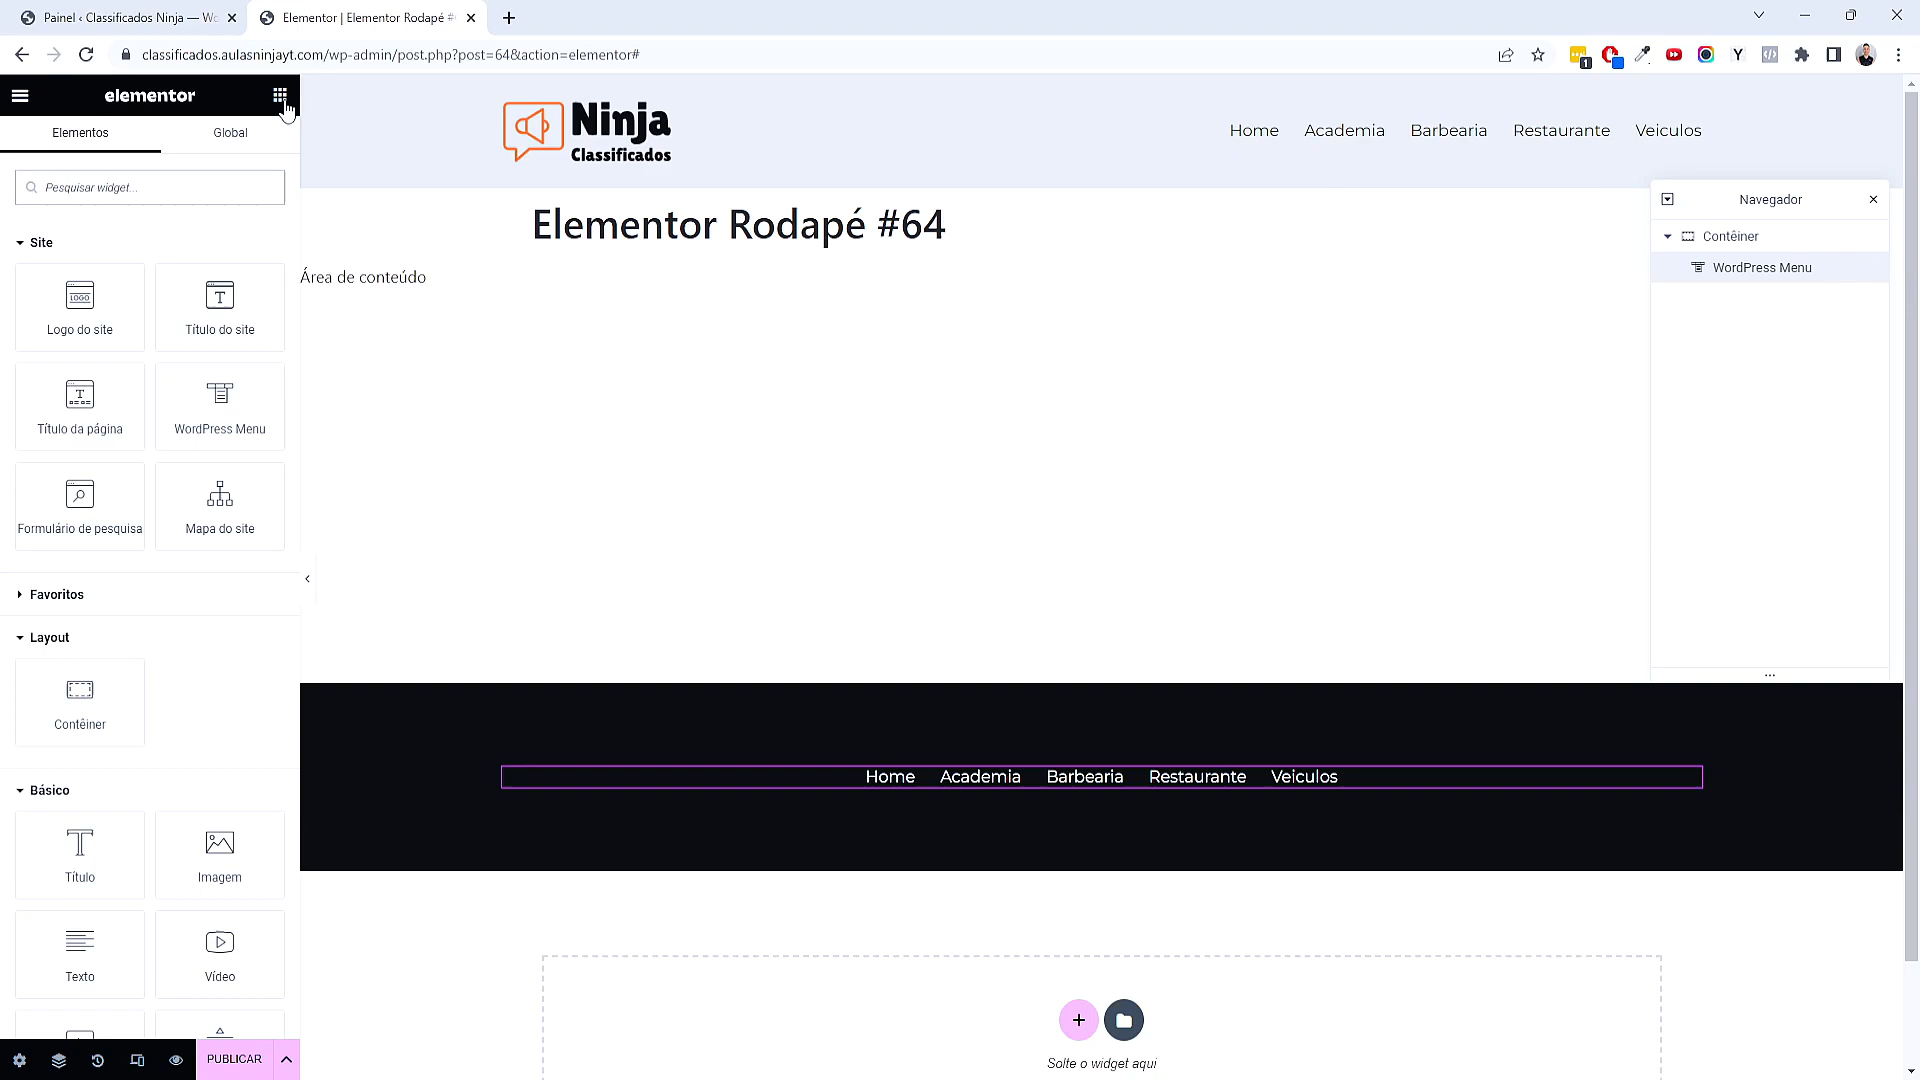 Painel ‹ Classificados Ninja — Wo
Elementor | Elementor Rodapé #
classificados.aulasninjayt.com/wp-admin/post.php?post=64&action=elementor#
1
Y
elementor
Elementos
Global
Pesquisar widget...
Site
LOGO
Logo do site
T
Título do site
T
Título da página
WordPress Menu
Formulário de pesquisa
Mapa do site
Favoritos
Layout
Contêiner
Básico
Título
Imagem
Texto
Vídeo
PUBLICAR
Ninja
Classificados
Home
Academia
Barbearia
Restaurante
Veiculos
Elementor Rodapé #64
Área de conteúdo
Navegador
Contêiner
WordPress Menu
...
Home
Academia
Barbearia
Restaurante
Veiculos
Solte o widget aqui